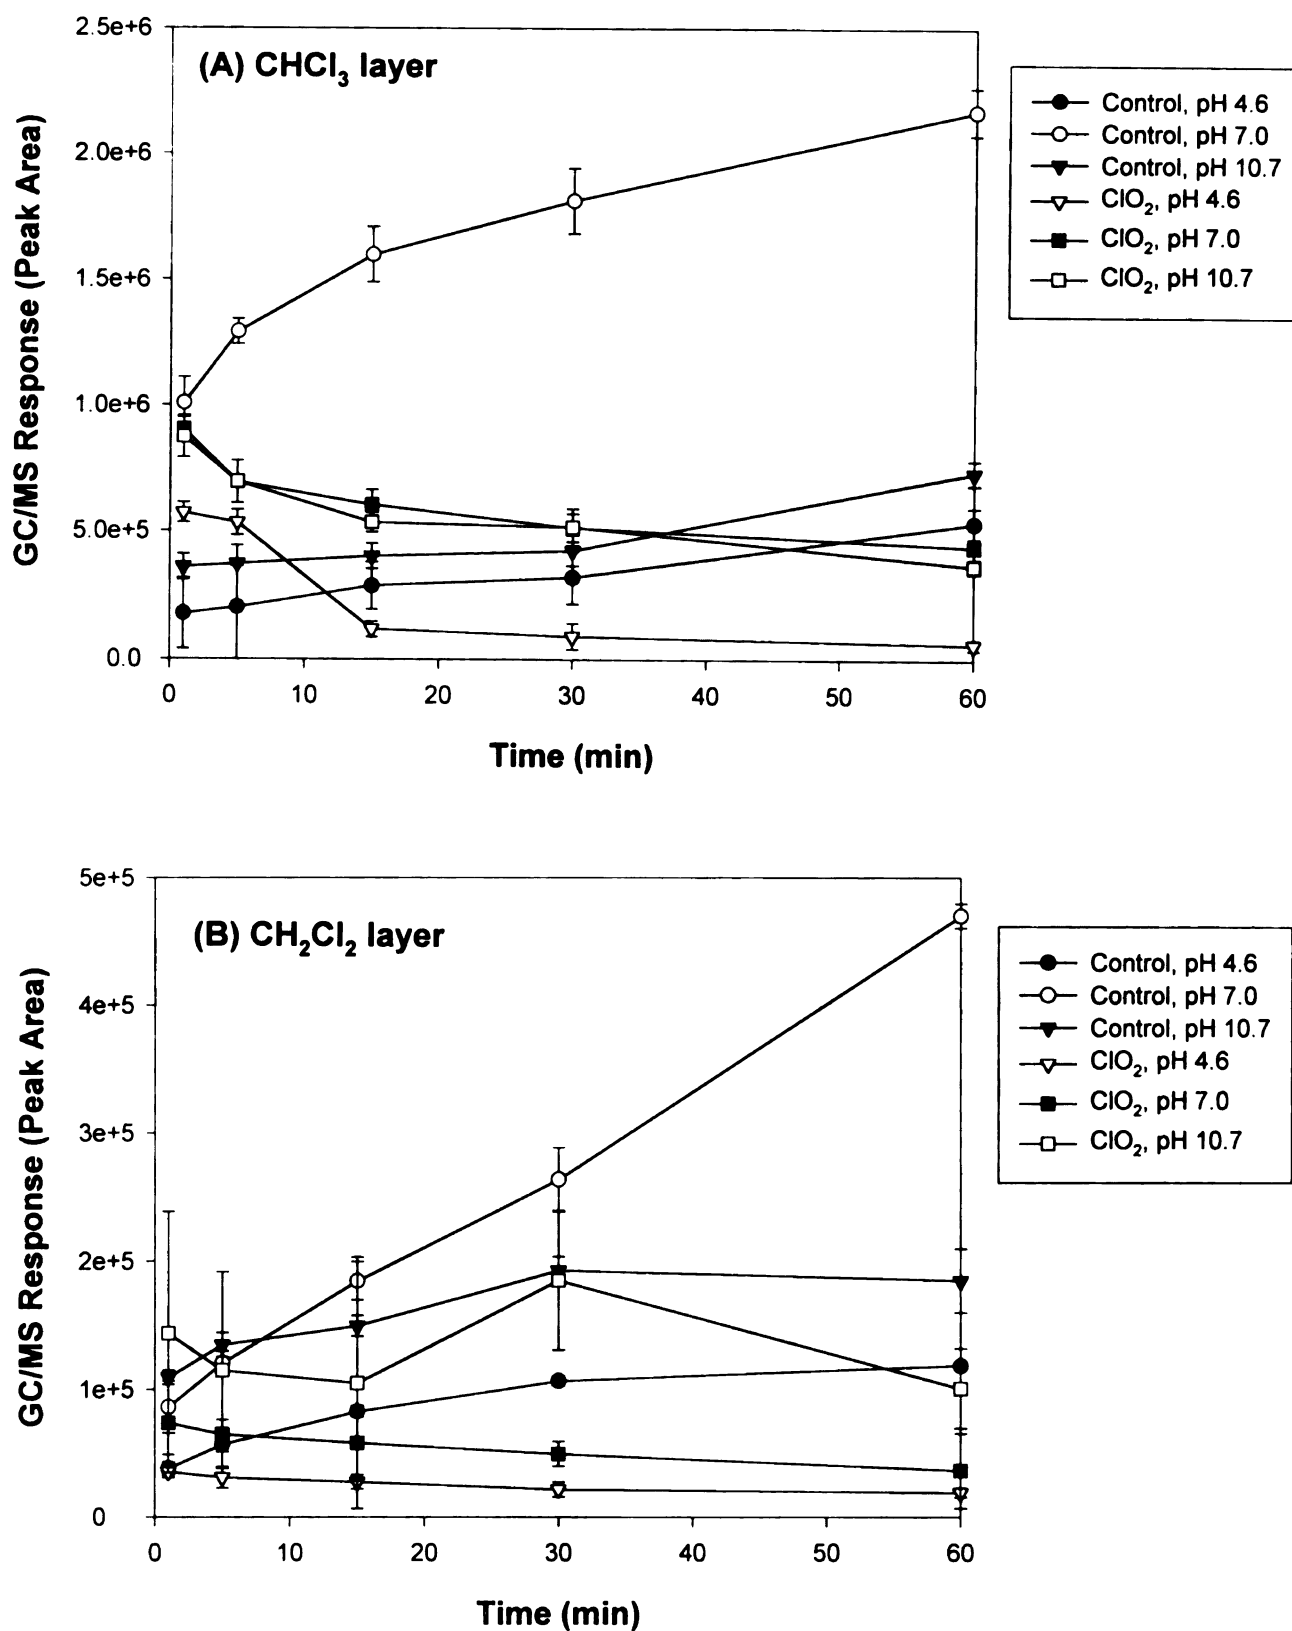 (A) CHCl₃ layer
GC/MS Response (Peak Area)
2.5e+6
2.0e+6
1.5e+6
1.0e+6
5.0e+5
0.0
0 10 20 30 40 50 60
Time (min)
Control, pH 4.6
Control, pH 7.0
Control, pH 10.7
ClO₂, pH 4.6
ClO₂, pH 7.0
ClO₂, pH 10.7
(B) CH₂Cl₂ layer
GC/MS Response (Peak Area)
5e+5
4e+5
3e+5
2e+5
1e+5
0
0 10 20 30 40 50 60
Time (min)
Control, pH 4.6
Control, pH 7.0
Control, pH 10.7
ClO₂, pH 4.6
ClO₂, pH 7.0
ClO₂, pH 10.7